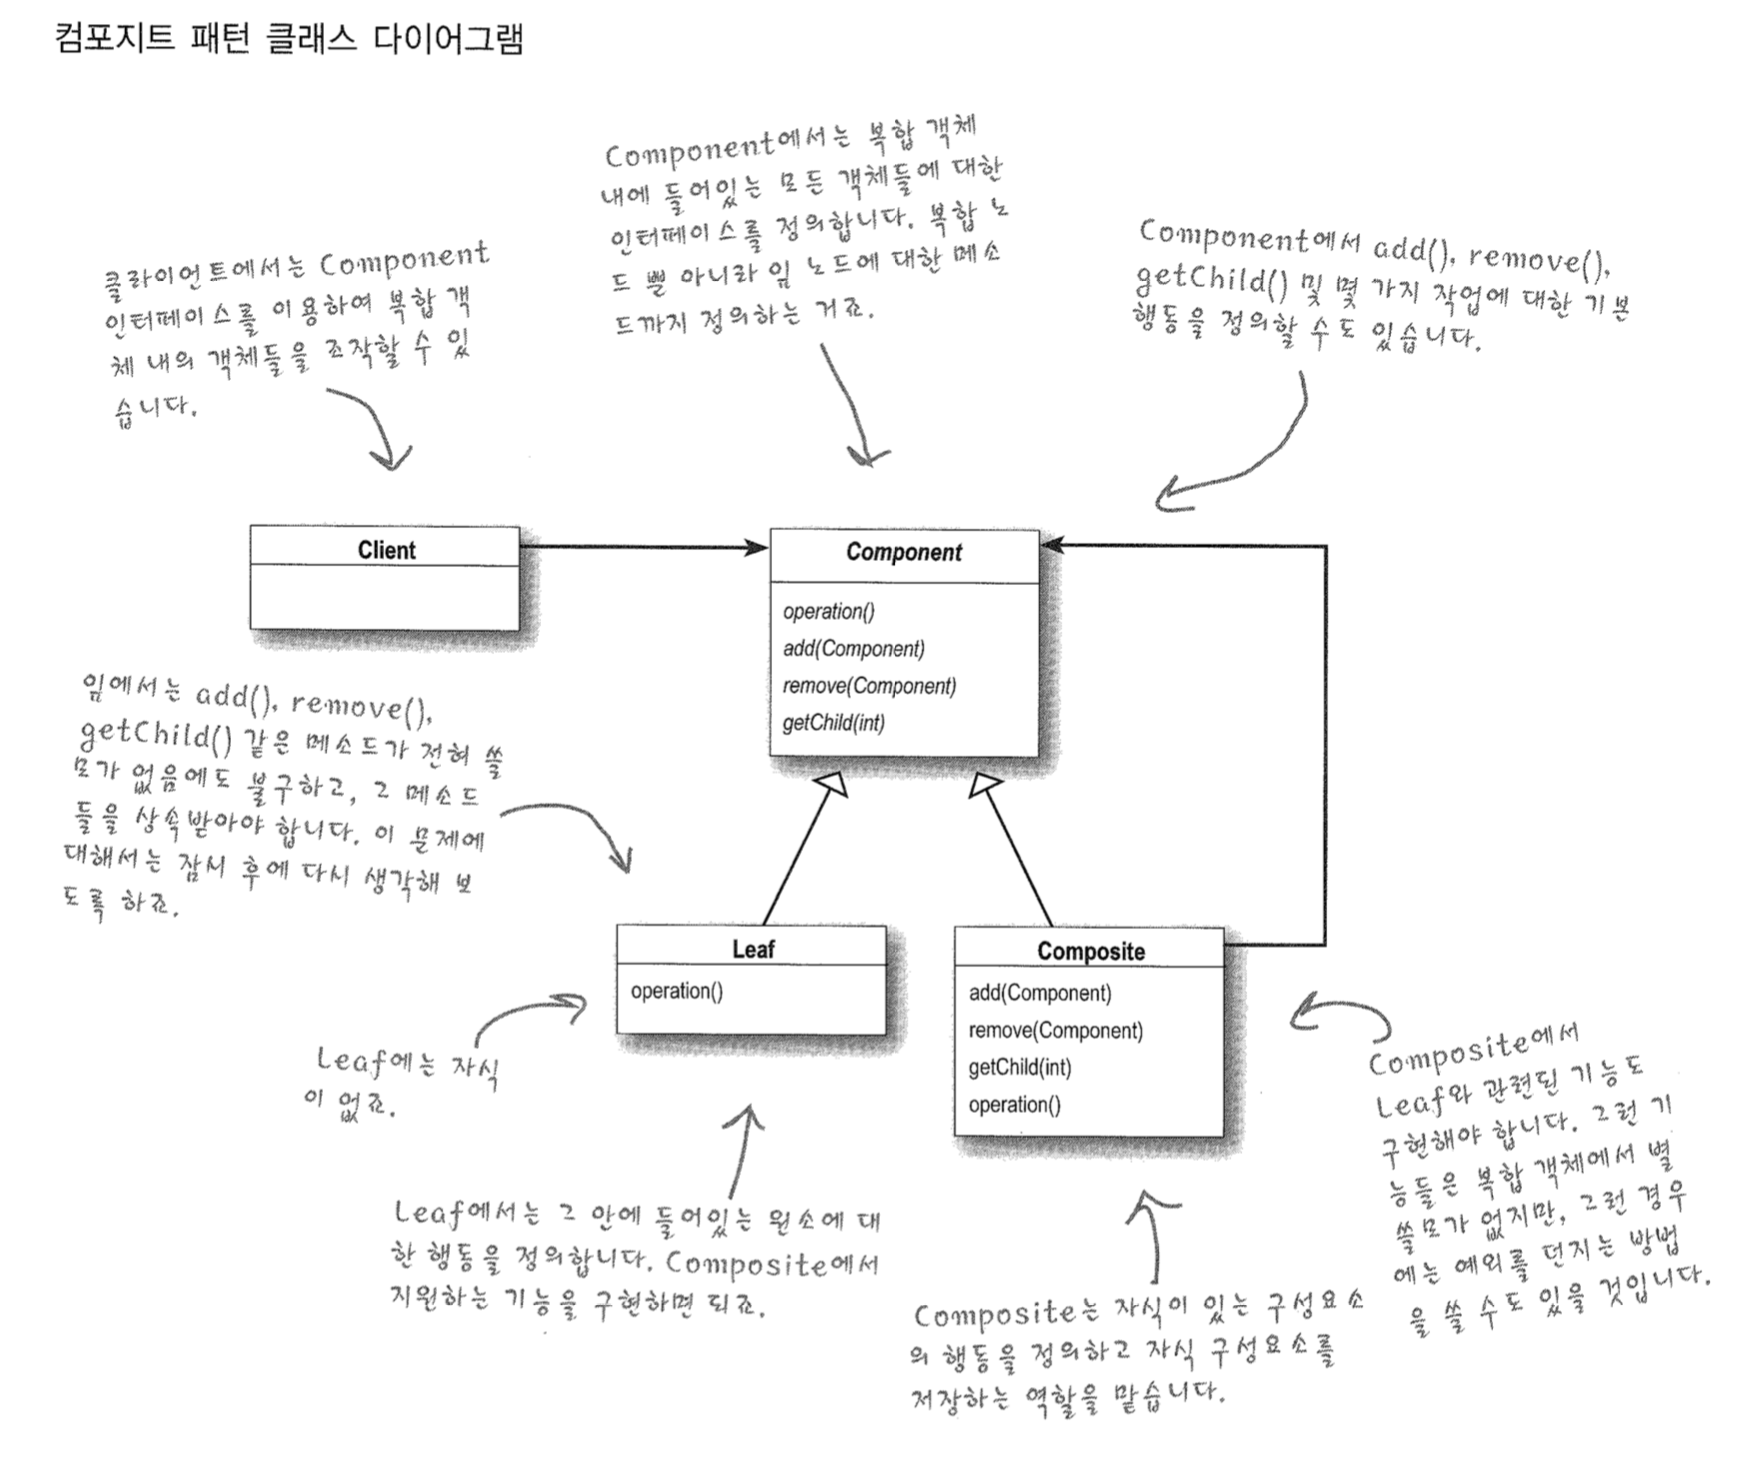 컴포지트 패턴 클래스 다이어그램
Component에서는 복합 객체
내에 들어있는 모든 객체들에 대한
인터페이스를 정의합니다. 복합 노
드 뿐 아니라 잎 노드에 대한 메소
드까지 정의하는 거죠.
Component에서 add(), remove(),
getChild() 및 몇 가지 작업에 대한 기본
행동을 정의할 수도 있습니다.
클라이언트에서는 Component
인터페이스를 이용하여 복합 객
체 내의 객체들을 조작할 수 있
습니다.
Client
Component
operation()
add(Component)
remove(Component)
getChild(int)
잎에서는 add(), remove(),
getChild() 같은 메소드가 전혀 쓸
모가 없음에도 불구하고, 그 메소드
들을 상속받아야 합니다. 이 문제에
대해서는 잠시 후에 다시 생각해 보
도록 하죠.
Leaf
operation()
Composite
add(Component)
remove(Component)
getChild(int)
operation()
Leaf에는 자식
이 없죠.
Composite에서
Leaf와 관련된 기능도
구현해야 합니다. 그런 기
능들은 복합 객체에서 별
쓸모가 없지만, 그런 경우
에는 예외를 던지는 방법
을 쓸 수도 있을 것입니다.
Leaf에서는 그 안에 들어있는 원소에 대
한 행동을 정의합니다. Composite에서
지원하는 기능을 구현하면 되죠.
Composite는 자식이 있는 구성요소
의 행동을 정의하고 자식 구성요소를
저장하는 역할을 맡습니다.